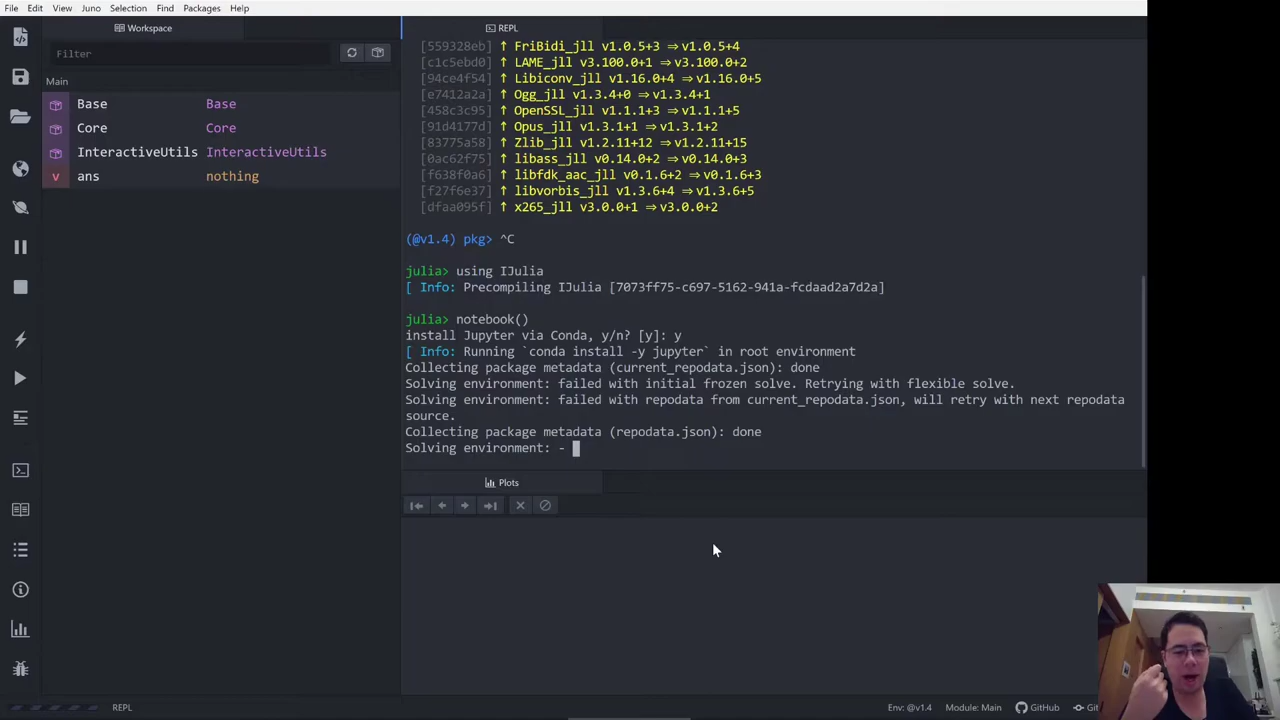 File Edit View Juno Selection Find Packages Help
Workspace
REPL
Filter
Main
Base Base
Core Core
InteractiveUtils InteractiveUtils
v ans nothing
[559328eb] ↑ FriBidi_jll v1.0.5+3 ⇒ v1.0.5+4
[c1c5ebd0] ↑ LAME_jll v3.100.0+1 ⇒ v3.100.0+2
[94ce4f54] ↑ Libiconv_jll v1.16.0+4 ⇒ v1.16.0+5
[e7412a2a] ↑ Ogg_jll v1.3.4+0 ⇒ v1.3.4+1
[458c3c95] ↑ OpenSSL_jll v1.1.1+3 ⇒ v1.1.1+5
[91d4177d] ↑ Opus_jll v1.3.1+1 ⇒ v1.3.1+2
[83775a58] ↑ Zlib_jll v1.2.11+12 ⇒ v1.2.11+15
[0ac62f75] ↑ libass_jll v0.14.0+2 ⇒ v0.14.0+3
[f638f0a6] ↑ libfdk_aac_jll v0.1.6+2 ⇒ v0.1.6+3
[f27f6e37] ↑ libvorbis_jll v1.3.6+4 ⇒ v1.3.6+5
[dfaa095f] ↑ x265_jll v3.0.0+1 ⇒ v3.0.0+2
(@v1.4) pkg> ^C
julia> using IJulia
[ Info: Precompiling IJulia [7073ff75-c697-5162-941a-fcdaad2a7d2a]
julia> notebook()
install Jupyter via Conda, y/n? [y]: y
[ Info: Running `conda install -y jupyter` in root environment
Collecting package metadata (current_repodata.json): done
Solving environment: failed with initial frozen solve. Retrying with flexible solve.
Solving environment: failed with repodata from current_repodata.json, will retry with next repodata
source.
Collecting package metadata (repodata.json): done
Solving environment: -
Plots
REPL
Env: @v1.4 Module: Main GitHub Git